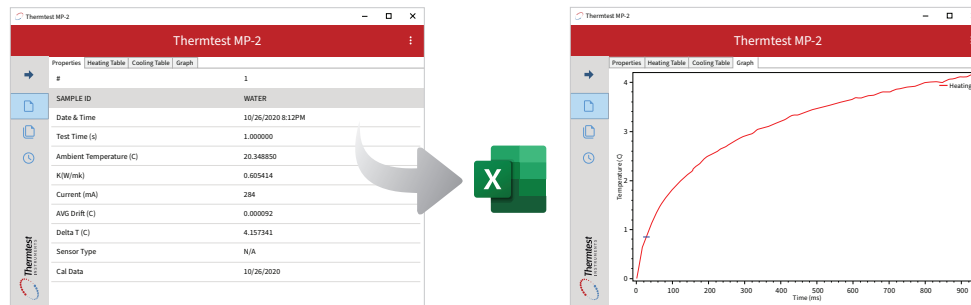 Thermtest MP-2
Thermtest MP-2
Properties Heating Table Cooling Table Graph
# 1
SAMPLE ID WATER
Date & Time 10/26/2020 8:12PM
Test Time (s) 1.000000
Ambient Temperature (C) 20.348850
K(W/mk) 0.605414
Current (mA) 284
AVG Drift (C) 0.000092
Delta T (C) 4.157341
Sensor Type N/A
Cal Data 10/26/2020
Thermtest
INSTRUMENTS
X
Thermtest MP-2
Thermtest MP-2
Properties Heating Table Cooling Table Graph
Heating
4
3
2
1
0
Temperature (C)
0 100 200 300 400 500 600 700 800 900
Time (ms)
Thermtest
INSTRUMENTS